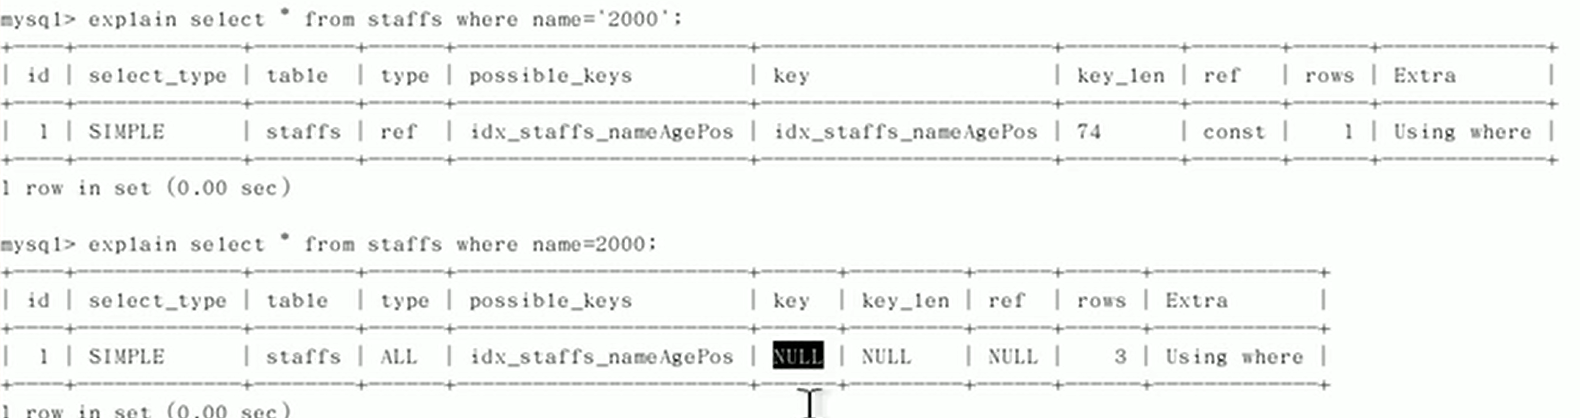 mysql> explain select * from staffs where name='2000';
+----+-------------+--------+------+-----------------------+-----------------------+---------+-------+------+-------------+
| id | select_type | table | type | possible_keys | key | key_len | ref | rows | Extra |
+----+-------------+--------+------+-----------------------+-----------------------+---------+-------+------+-------------+
| 1 | SIMPLE | staffs | ref | idx_staffs_nameAgePos | idx_staffs_nameAgePos | 74 | const | 1 | Using where |
+----+-------------+--------+------+-----------------------+-----------------------+---------+-------+------+-------------+
1 row in set (0.00 sec)
mysql> explain select * from staffs where name=2000;
+----+-------------+--------+------+-----------------------+------+---------+------+------+-------------+
| id | select_type | table | type | possible_keys | key | key_len | ref | rows | Extra |
+----+-------------+--------+------+-----------------------+------+---------+------+------+-------------+
| 1 | SIMPLE | staffs | ALL | idx_staffs_nameAgePos | NULL | NULL | NULL | 3 | Using where |
+----+-------------+--------+------+-----------------------+------+---------+------+------+-------------+
1 row in set (0.00 sec)